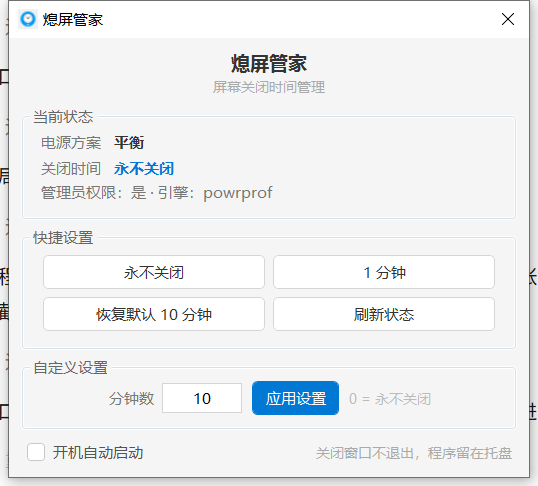 熄屏管家
熄屏管家
屏幕关闭时间管理
当前状态
电源方案 平衡
关闭时间 永不关闭
管理员权限：是 · 引擎：powrprof
快捷设置
永不关闭 1 分钟
恢复默认 10 分钟 刷新状态
自定义设置
分钟数 10 应用设置 0 = 永不关闭
开机自动启动 关闭窗口不退出，程序留在托盘